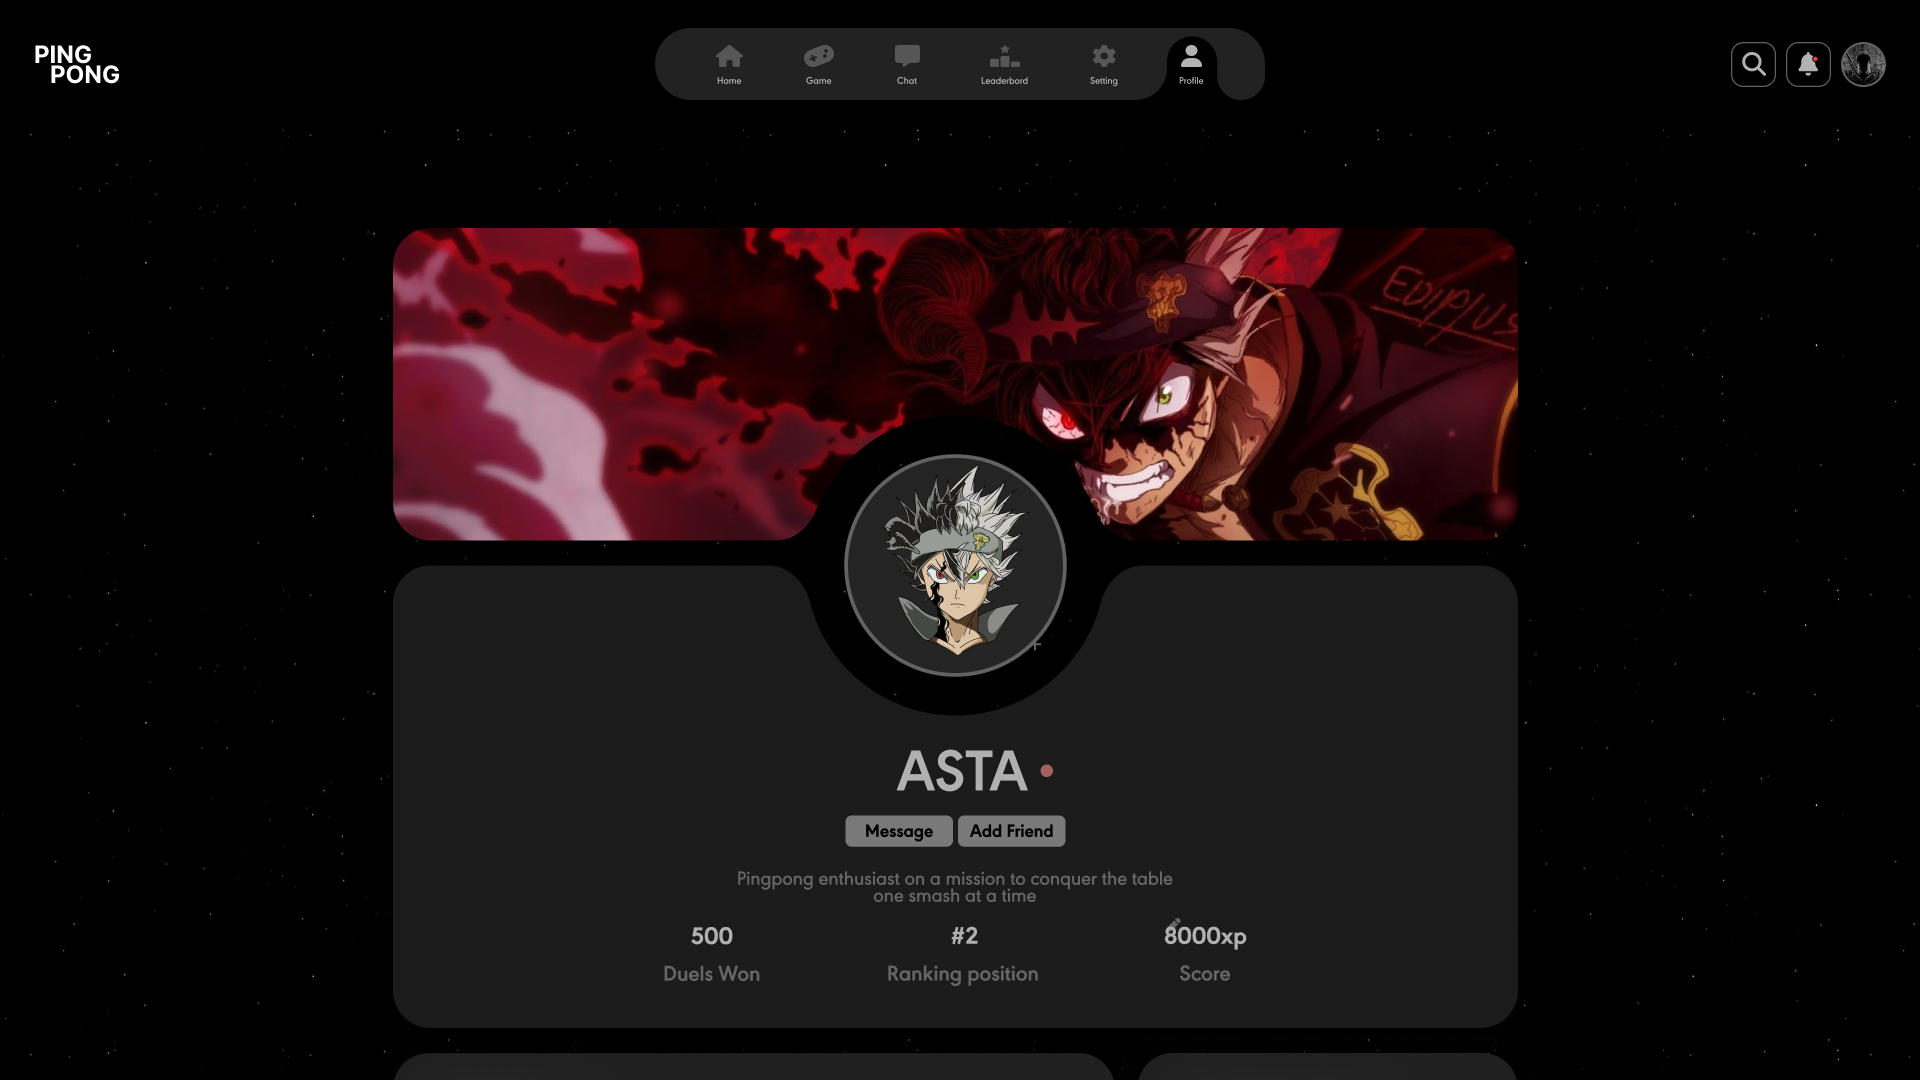 PING
PONG
Home
Game
Chat
Leaderbord
Setting
Profile
ASTA
Message
Add Friend
Pingpong enthusiast on a mission to conquer the table
one smash at a time
500
#2
8000xp
Duels Won
Ranking position
Score